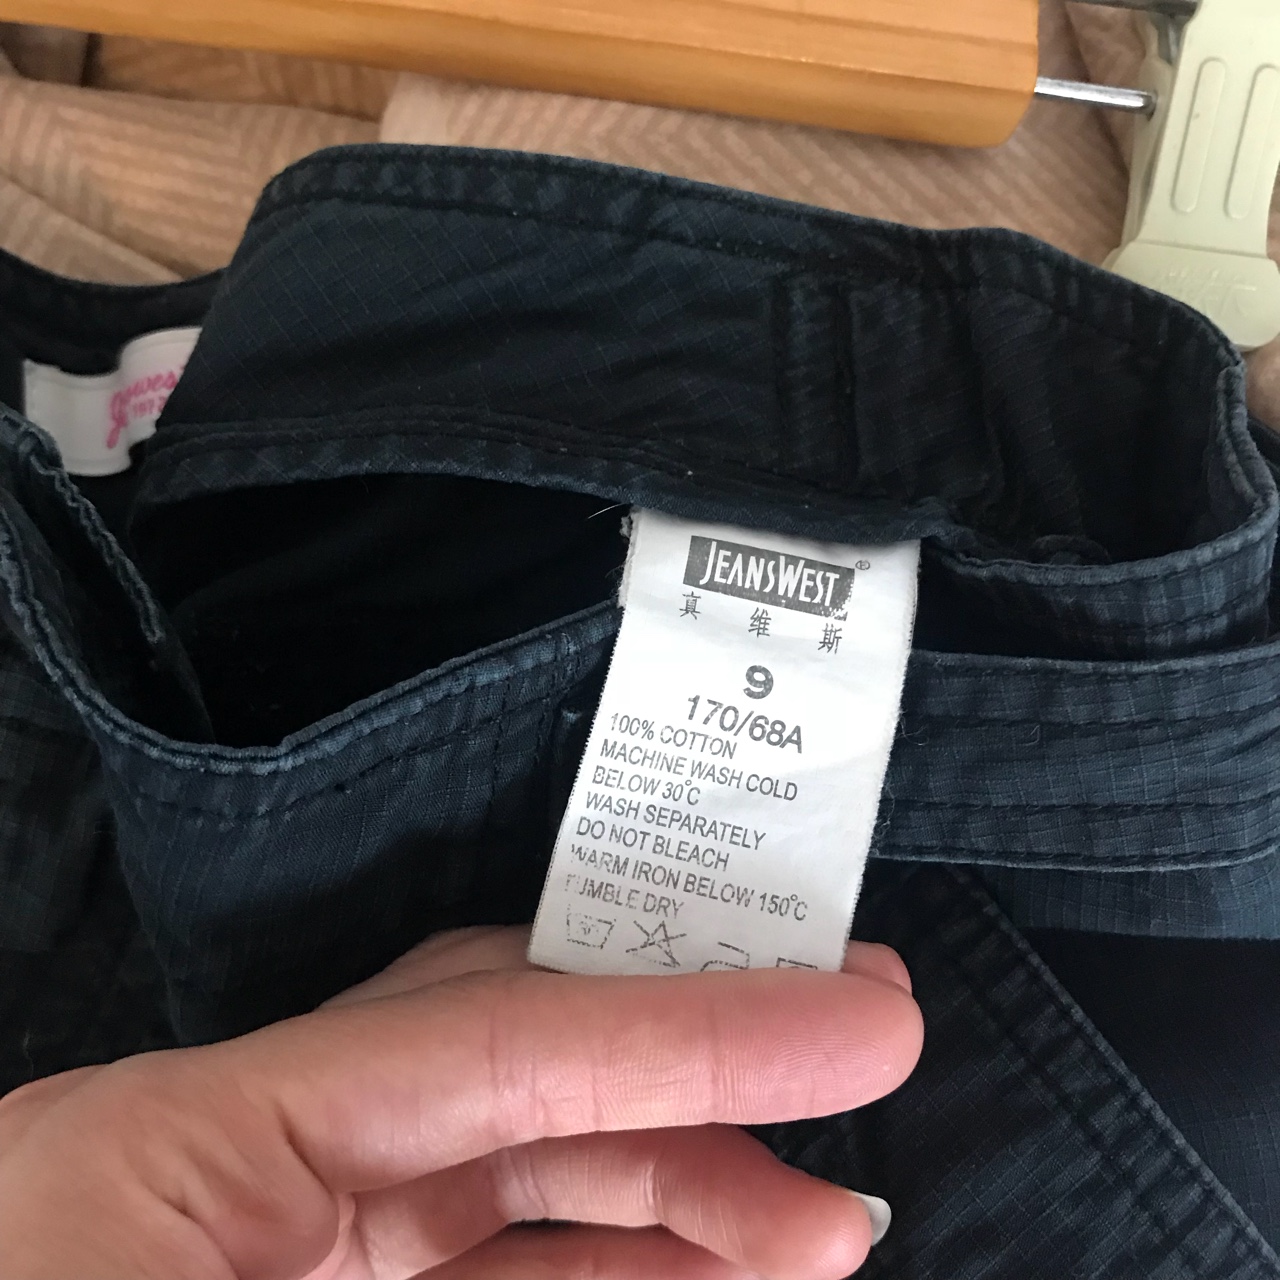 JEANSWEST®
真 维 斯
9
170/68A
100% COTTON
MACHINE WASH COLD
BELOW 30°C
WASH SEPARATELY
DO NOT BLEACH
WARM IRON BELOW 150°C
TUMBLE DRY